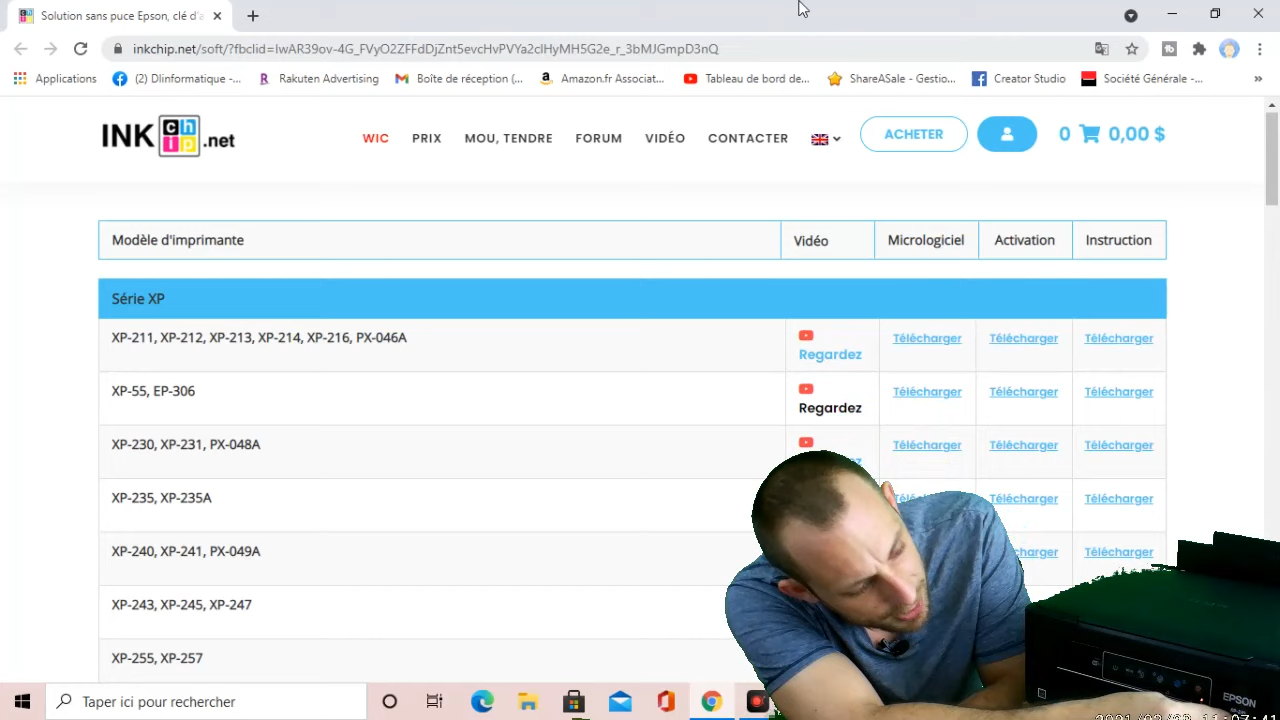 Solution sans puce Epson, clé d'a
inkchip.net/soft/?fbclid=IwAR39ov-4G_FVyO2ZFFdDjZnt5evcHvPVYa2clHyMH5G2e_r_3bMJGmpD3nQ
Applications
(2) Dlinformatique -...
Rakuten Advertising
Boîte de réception (...
Amazon.fr Associat...
Tableau de bord de...
ShareASale - Gestio...
Creator Studio
Société Générale -...
»
INK chip .net
WIC
PRIX
MOU, TENDRE
FORUM
VIDÉO
CONTACTER
ACHETER
0
0,00 $
Modèle d'imprimante
Vidéo
Micrologiciel
Activation
Instruction
Série XP
XP-211, XP-212, XP-213, XP-214, XP-216, PX-046A
Regardez
Télécharger
Télécharger
Télécharger
XP-55, EP-306
Regardez
Télécharger
Télécharger
Télécharger
XP-230, XP-231, PX-048A
Télécharger
Télécharger
Télécharger
XP-235, XP-235A
Télécharger
Télécharger
XP-240, XP-241, PX-049A
Télécharger
XP-243, XP-245, XP-247
XP-255, XP-257
EPSON
Taper ici pour rechercher